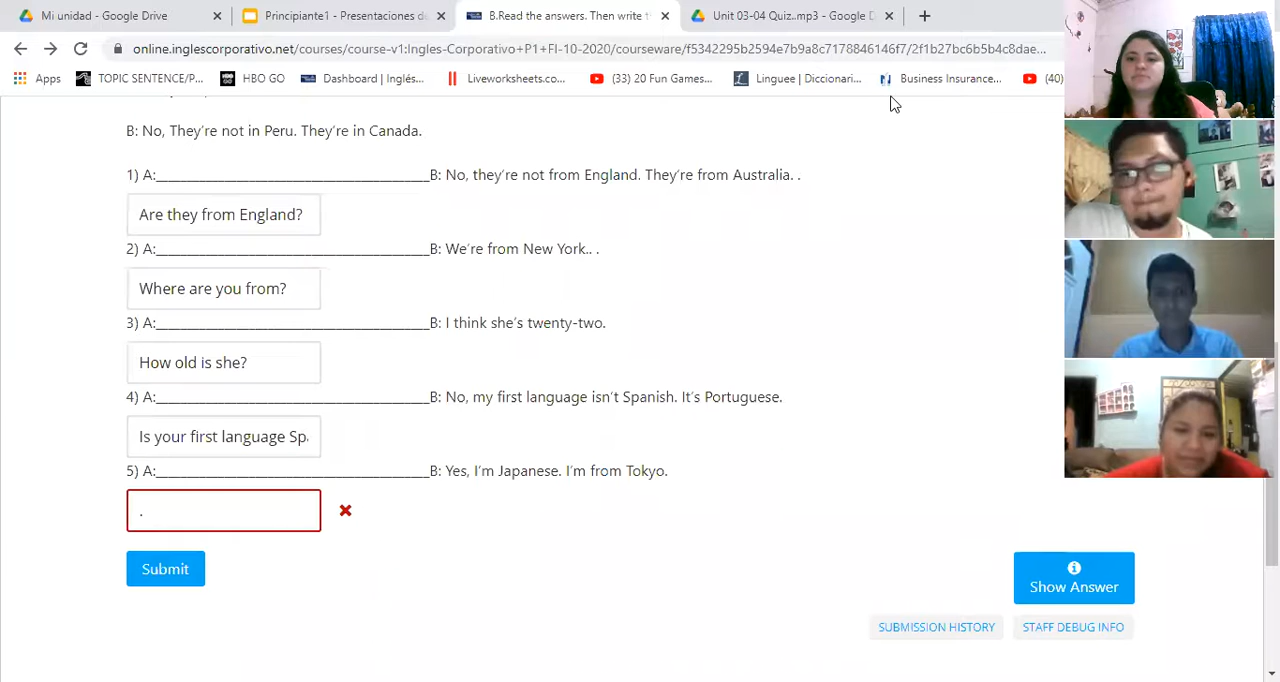 Mi unidad - Google Drive
Principiante1 - Presentaciones de
B.Read the answers. Then write t
Unit 03-04 Quiz..mp3 - Google D
online.inglescorporativo.net/courses/course-v1:Ingles-Corporativo+P1+FI-10-2020/courseware/f5342295b2594e7b9a8c7178846146f7/2f1b27bc6b5b4c8dae...
Apps
TOPIC SENTENCE/P...
HBO GO
Dashboard | Inglés...
Liveworksheets.co...
(33) 20 Fun Games...
Linguee | Diccionari...
Business Insurance...
(40)
B: No, They're not in Peru. They're in Canada.
1) A:__________________________________B: No, they're not from England. They're from Australia. .
Are they from England?
2) A:__________________________________B: We're from New York.. .
Where are you from?
3) A:__________________________________B: I think she's twenty-two.
How old is she?
4) A:__________________________________B: No, my first language isn't Spanish. It's Portuguese.
Is your first language Sp
5) A:__________________________________B: Yes, I'm Japanese. I'm from Tokyo.
.
Submit
Show Answer
SUBMISSION HISTORY
STAFF DEBUG INFO